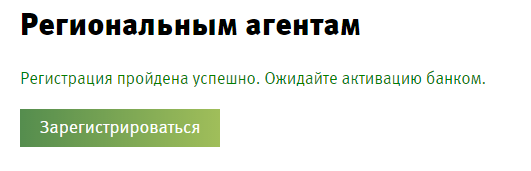 Региональным агентам
Регистрация пройдена успешно. Ожидайте активацию банком.
Зарегистрироваться